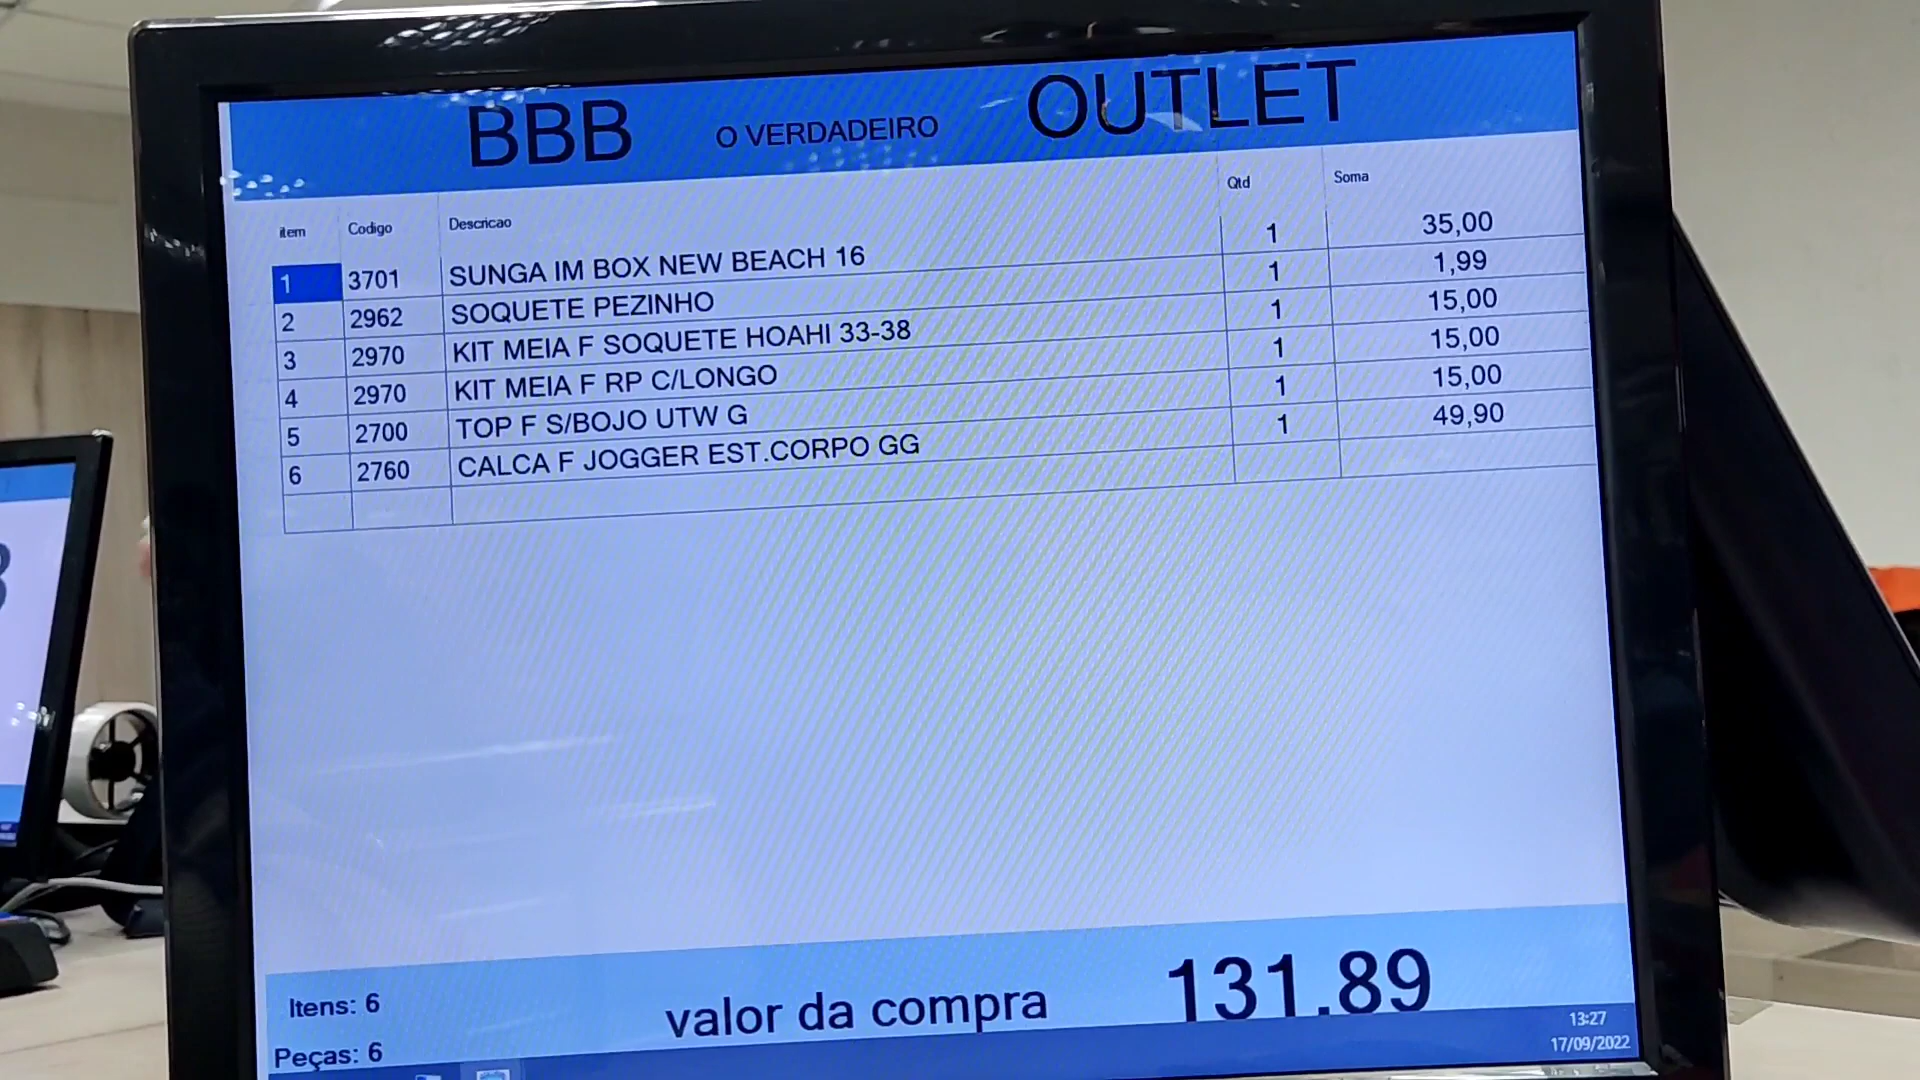 BBB O VERDADEIRO OUTLET
item Codigo Descricao Qtd Soma
1 3701 SUNGA IM BOX NEW BEACH 16 1 35,00
2 2962 SOQUETE PEZINHO 1 1,99
3 2970 KIT MEIA F SOQUETE HOAHI 33-38 1 15,00
4 2970 KIT MEIA F RP C/LONGO 1 15,00
5 2700 TOP F S/BOJO UTW G 1 15,00
6 2760 CALCA F JOGGER EST.CORPO GG 1 49,90
Itens: 6 valor da compra 131.89
Peças: 6
13:27
17/09/2022